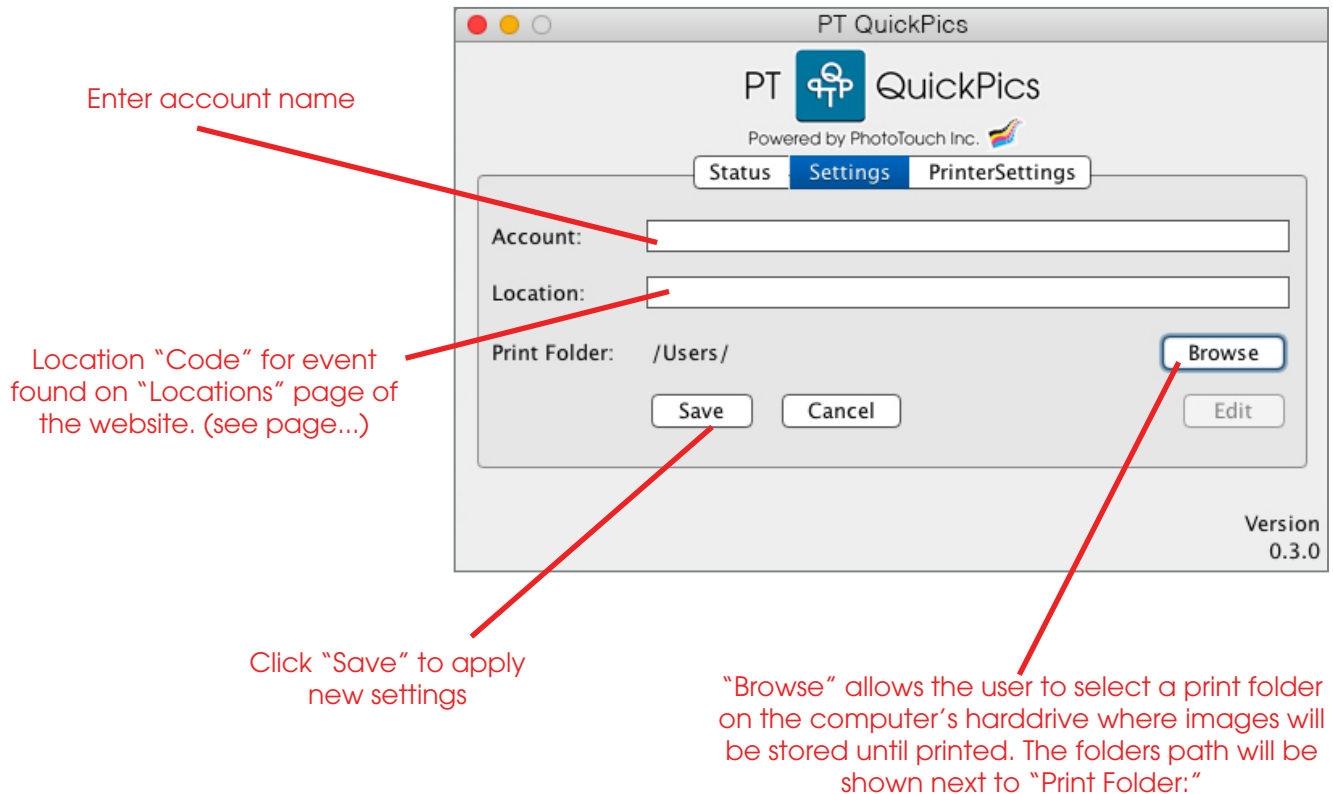 PT QuickPics
PT QuickPics
Powered by PhotoTouch Inc.
Status Settings PrinterSettings
Enter account name
Account:
Location:
Location “Code” for event
found on “Locations” page of
the website. (see page...)
Print Folder: /Users/ Browse
Save Cancel Edit
Version
0.3.0
Click “Save” to apply
new settings
“Browse” allows the user to select a print folder
on the computer’s harddrive where images will
be stored until printed. The folders path will be
shown next to “Print Folder:“